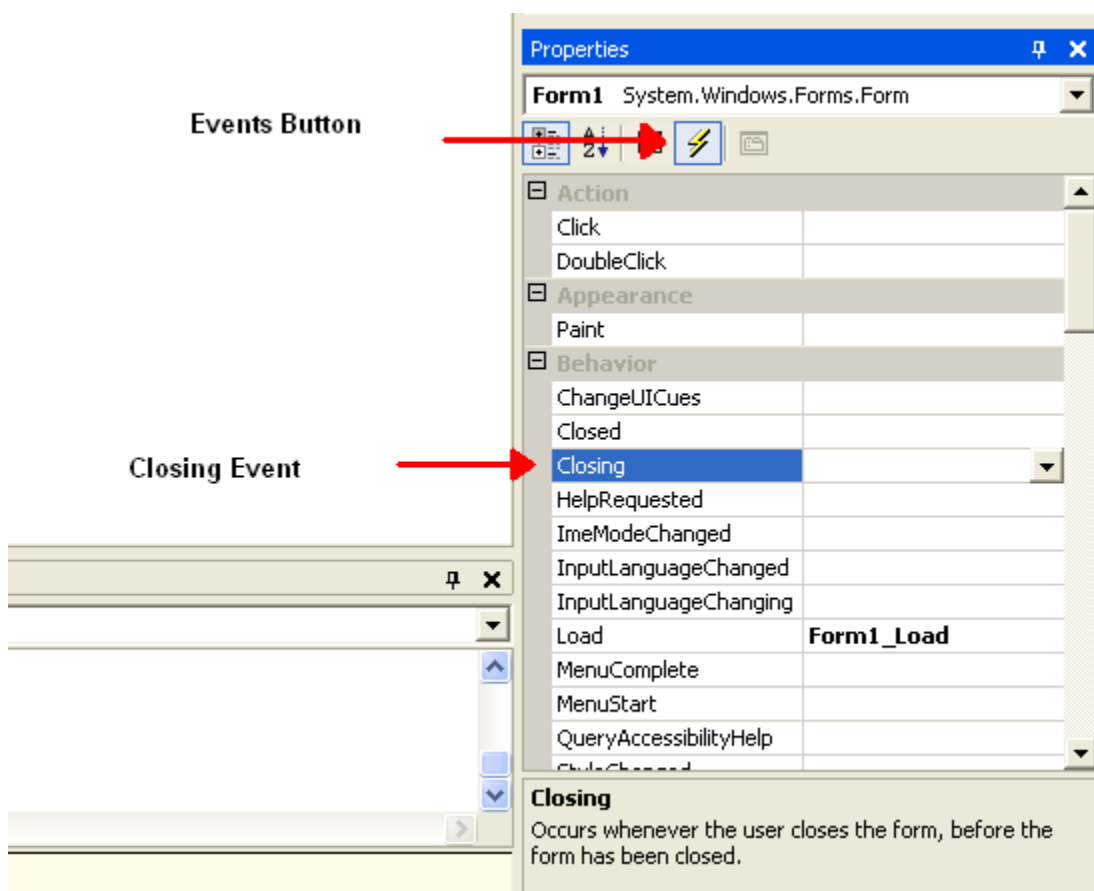 Properties
Form1 System.Windows.Forms.Form
Events Button
A
Z
Action
Click
DoubleClick
Appearance
Paint
Behavior
ChangeUICues
Closed
Closing Event
Closing
HelpRequested
ImeModeChanged
InputLanguageChanged
InputLanguageChanging
Load Form1_Load
MenuComplete
MenuStart
QueryAccessibilityHelp
StyleChanged
Closing
Occurs whenever the user closes the form, before the
form has been closed.